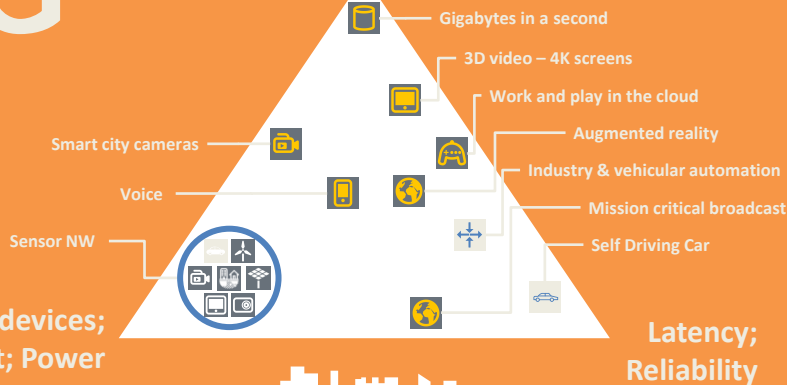 G
Gigabytes in a second
3D video – 4K screens
Work and play in the cloud
Smart city cameras
Augmented reality
Industry & vehicular automation
Voice
Mission critical broadcast
Sensor NW
Self Driving Car
devices;
Power
Latency;
Reliability